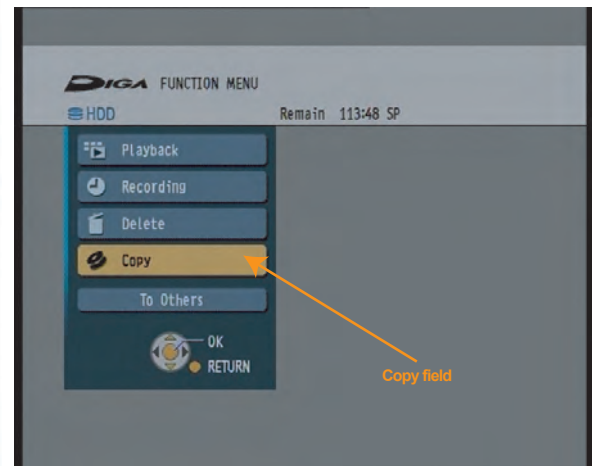 DIGA FUNCTION MENU
HDD Remain 113:48 SP
Playback
Recording
Delete
Copy
To Others
OK
RETURN
Copy field